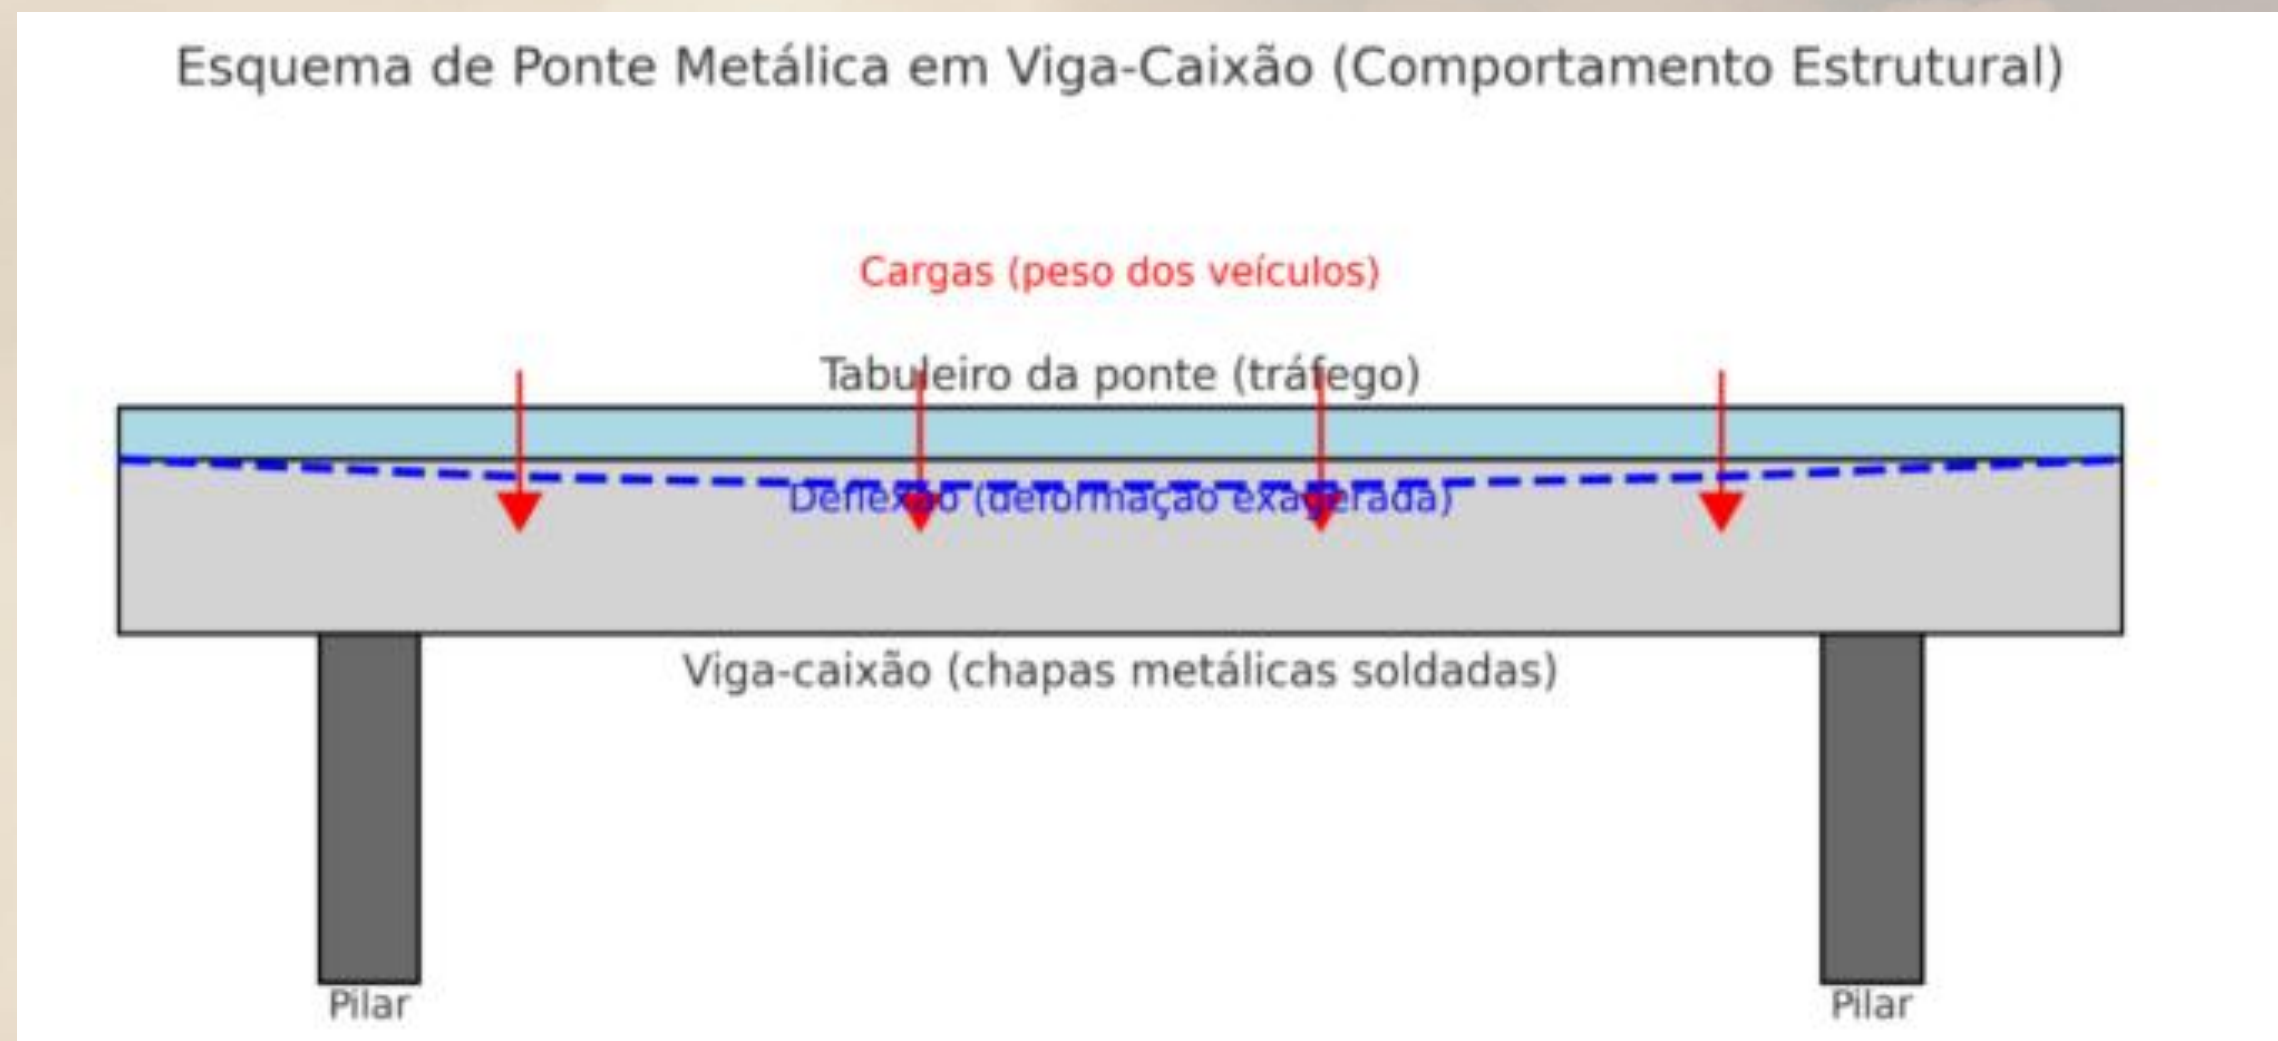 Esquema de Ponte Metálica em Viga-Caixão (Comportamento Estrutural)
Cargas (peso dos veículos)
Tabuleiro da ponte (tráfego)
Deflexão (deformação exagerada)
Viga-caixão (chapas metálicas soldadas)
Pilar
Pilar